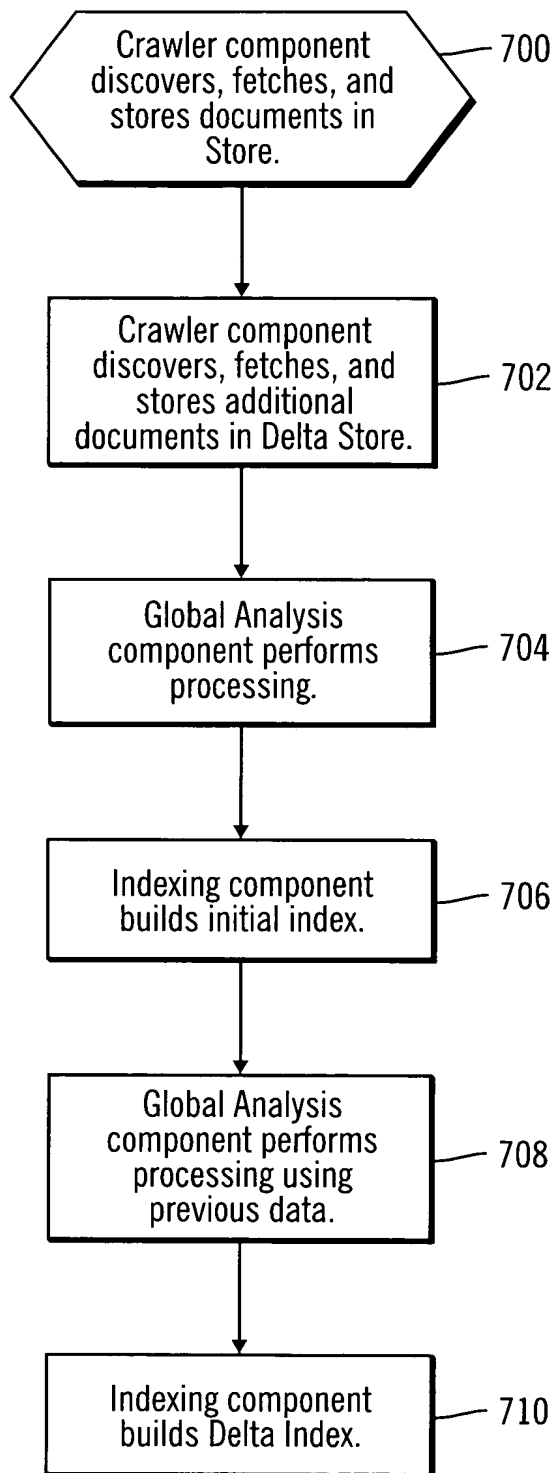 Crawler component
discovers, fetches, and
stores documents in
Store.
700
Crawler component
discovers, fetches, and
stores additional
documents in Delta Store.
702
Global Analysis
component performs
processing.
704
Indexing component
builds initial index.
706
Global Analysis
component performs
processing using
previous data.
708
Indexing component
builds Delta Index.
710